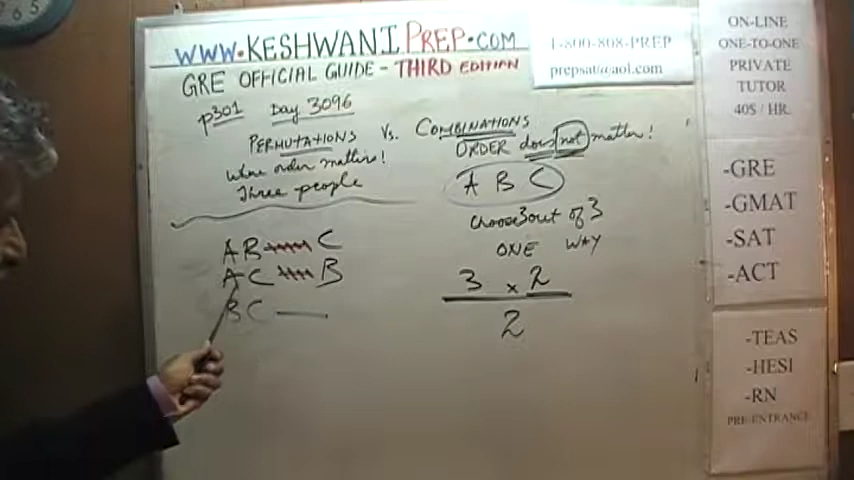 WWW.KESHWANIPREP.COM
GRE OFFICIAL GUIDE - THIRD EDITION
1-800-808-PREP
prepsat@aol.com
p301 Day 3096
PERMUTATIONS Vs. COMBINATIONS
where order matters!
ORDER does not matter!
Three people
A B C
choose 3 out of 3
ONE WAY
AB C
AC B
BC
3 x 2
2
ON-LINE
ONE-TO-ONE
PRIVATE
TUTOR
40$ / HR.
-GRE
-GMAT
-SAT
-ACT
-TEAS
-HESI
-RN
PRE-ENTRANCE
6 5